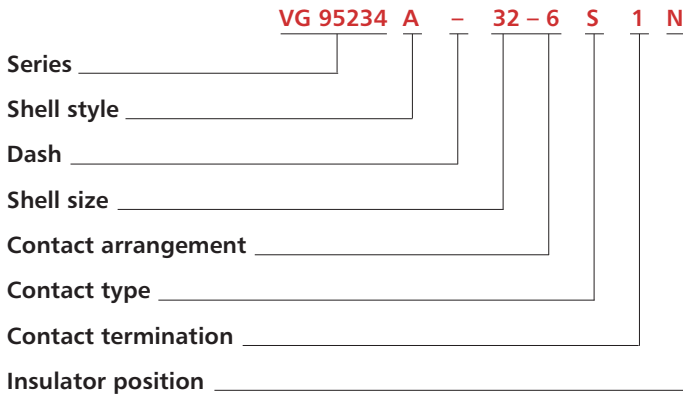 VG 95234 A – 32 – 6 S 1 N
Series
Shell style
Dash
Shell size
Contact arrangement
Contact type
Contact termination
Insulator position